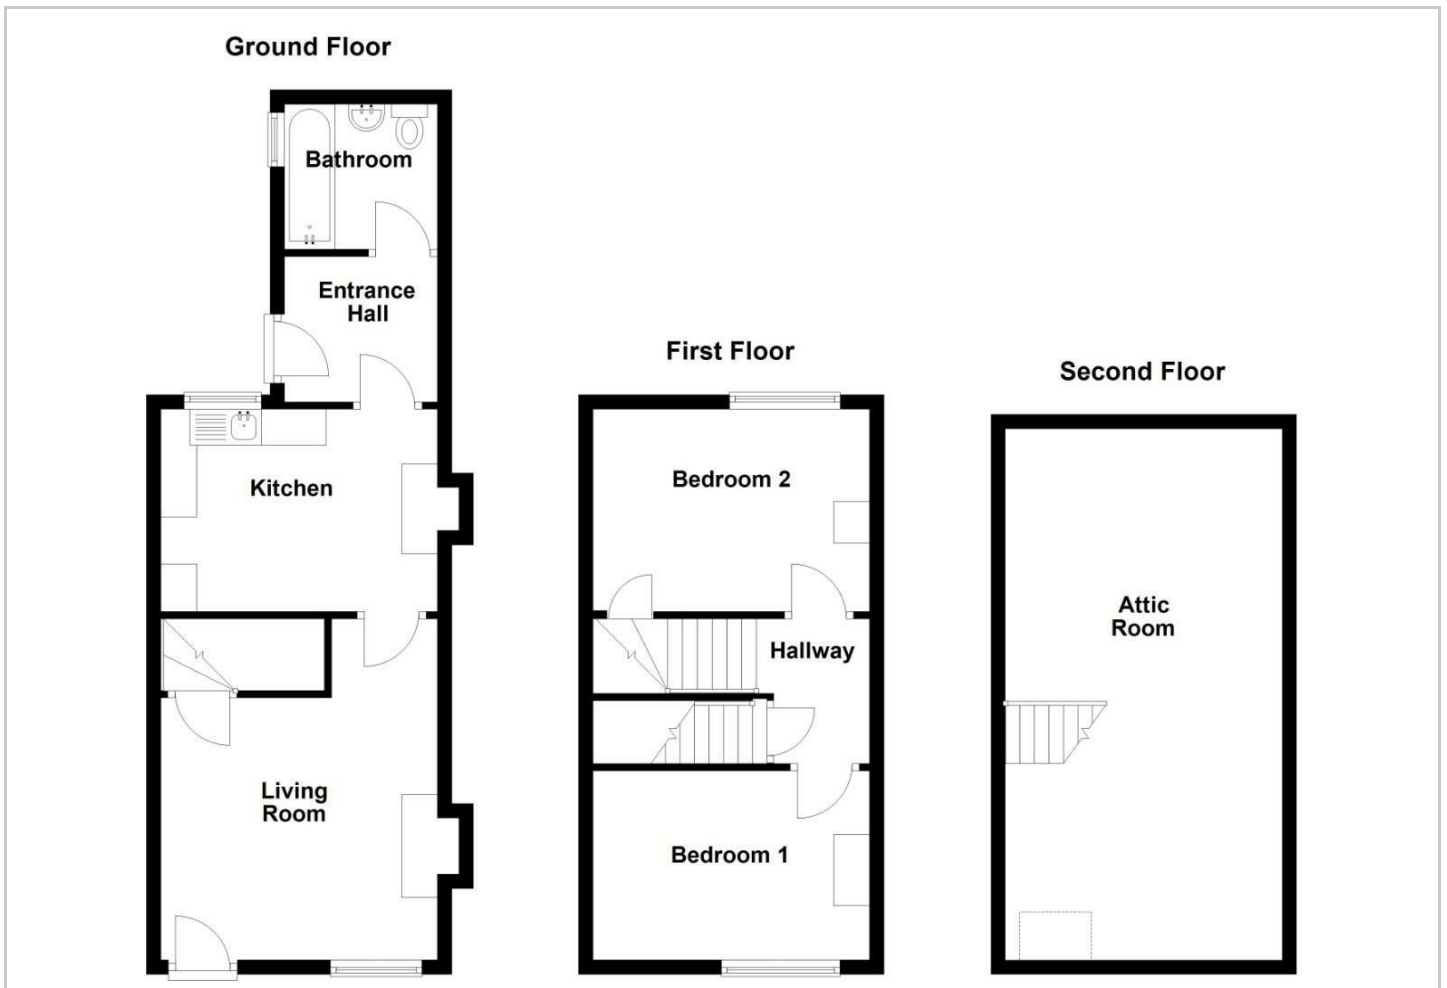 Ground Floor
Bathroom
Entrance
Hall
Kitchen
Living
Room
First Floor
Bedroom 2
Hallway
Bedroom 1
Second Floor
Attic
Room